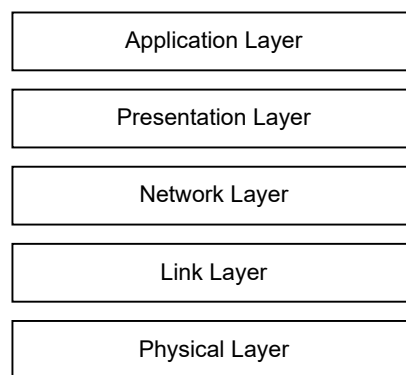 Application Layer
Presentation Layer
Network Layer
Link Layer
Physical Layer